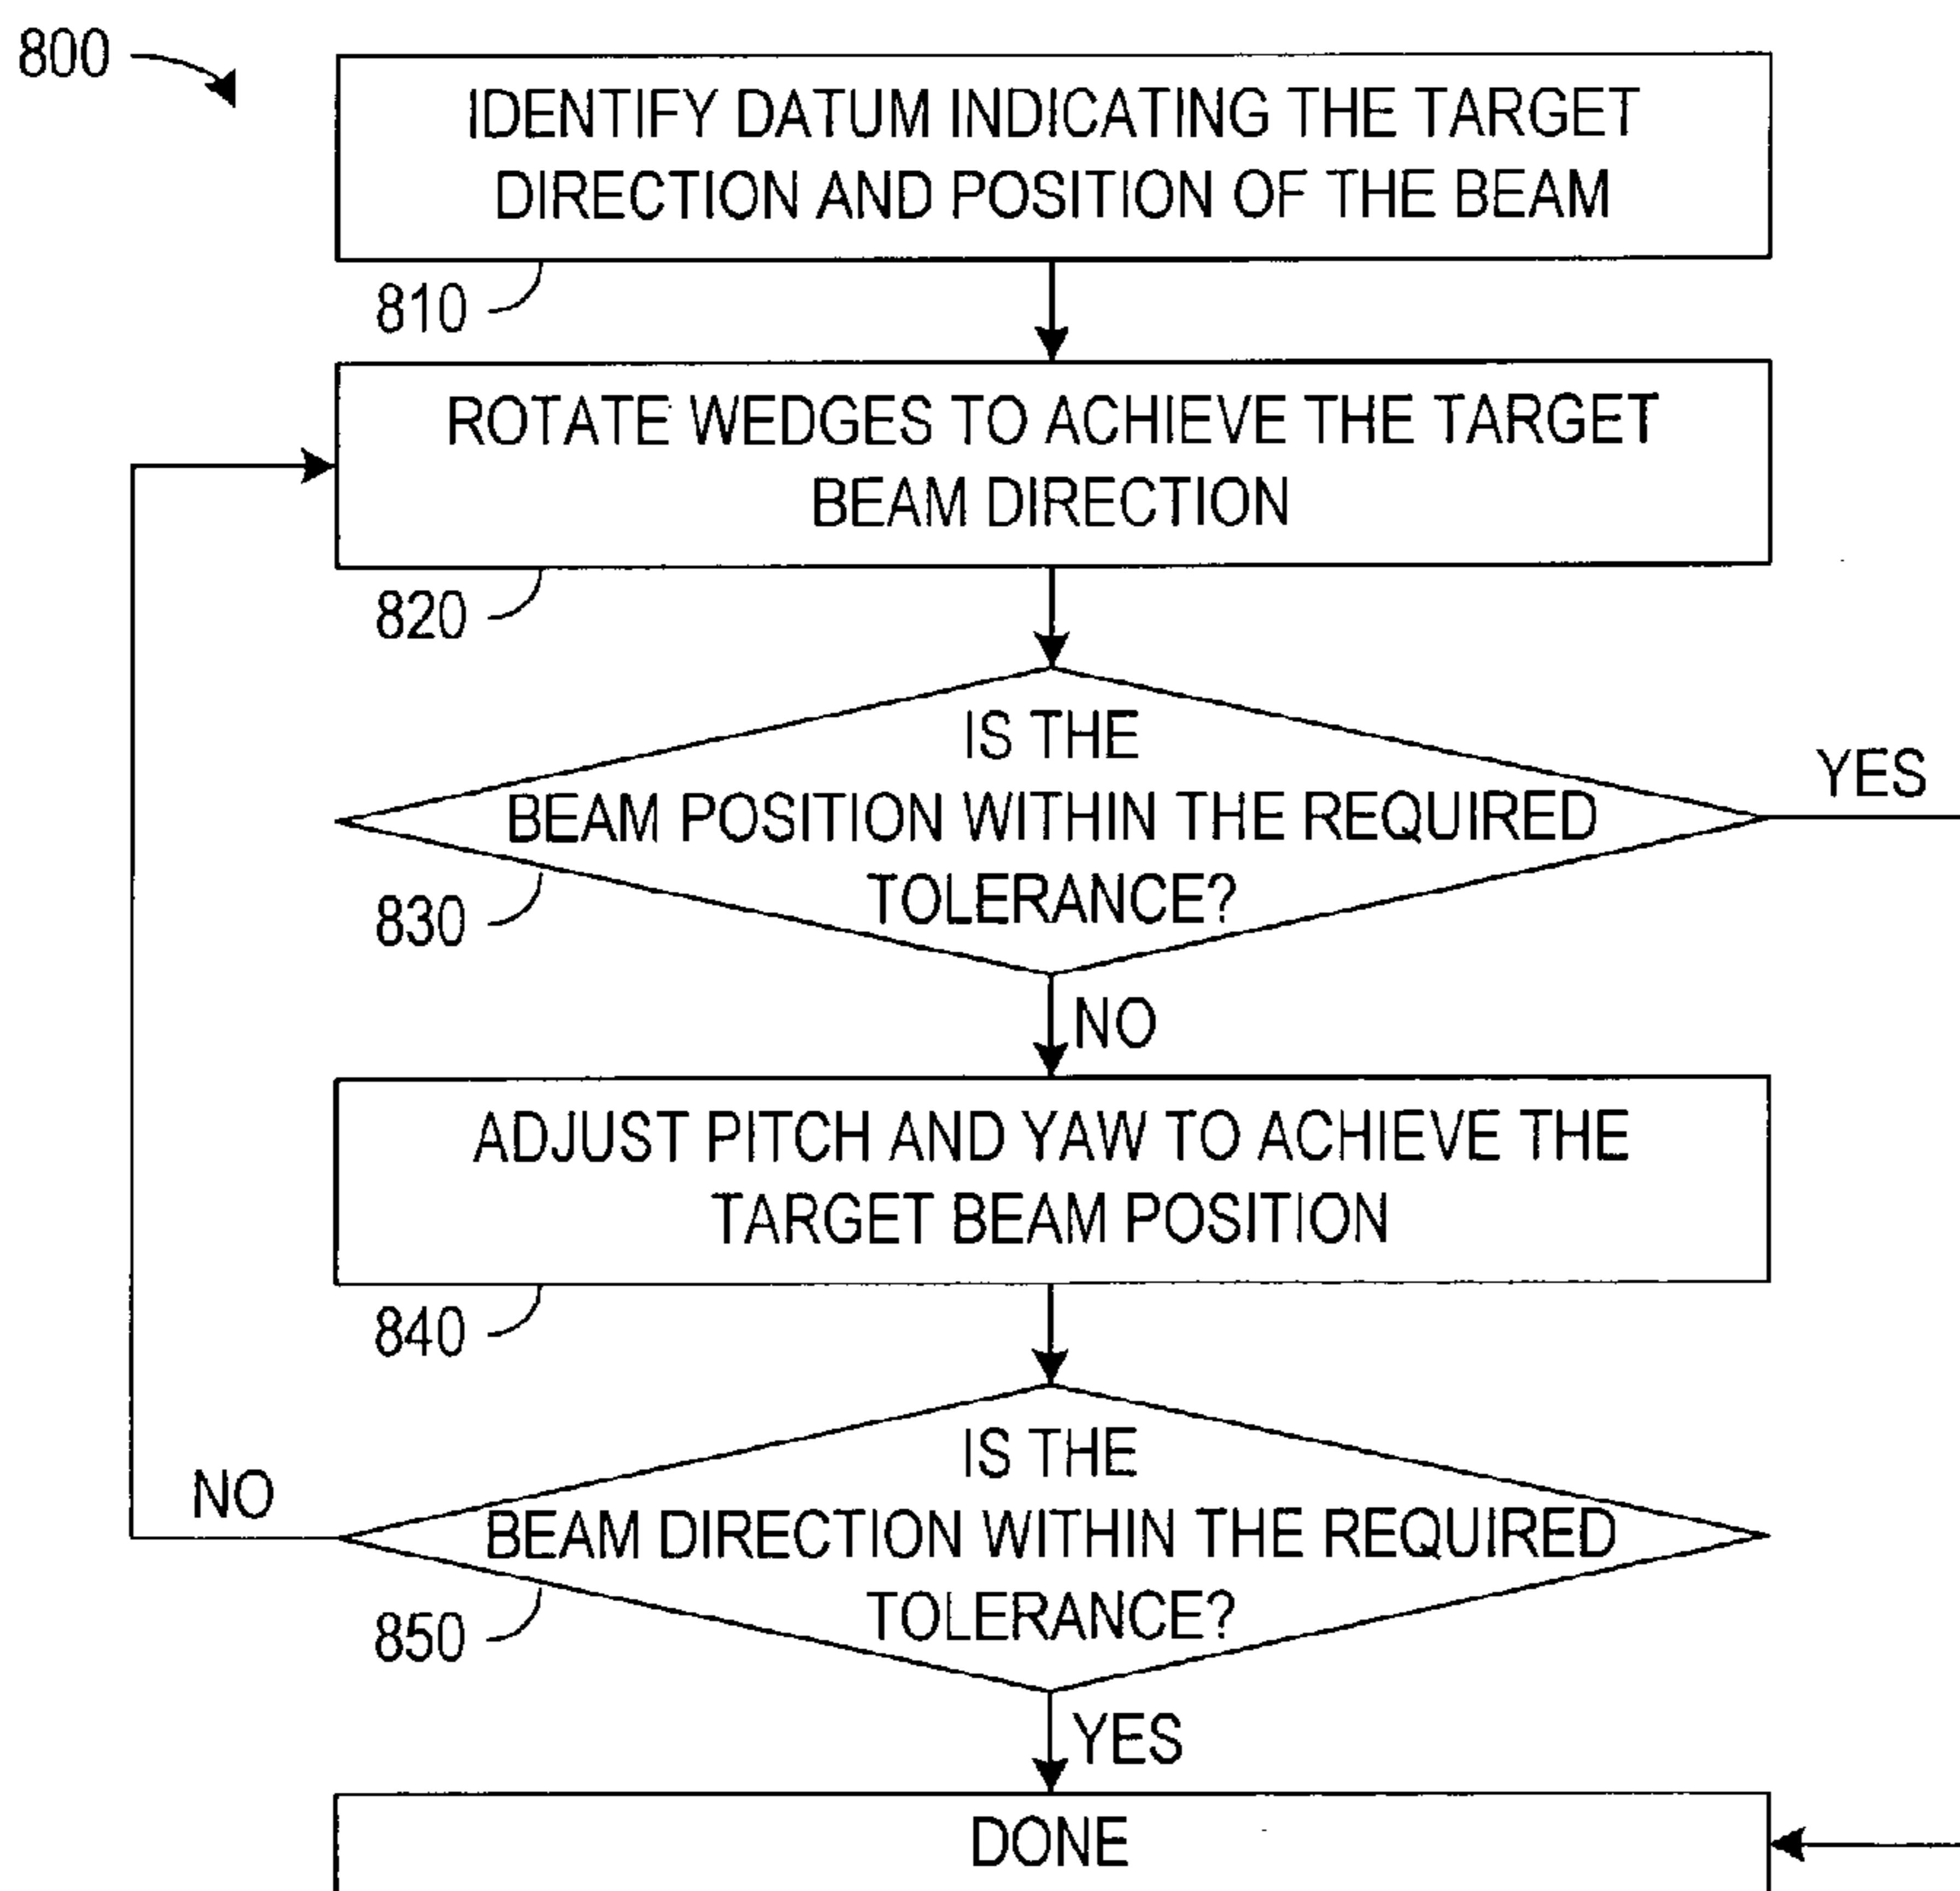 800
IDENTIFY DATUM INDICATING THE TARGET
DIRECTION AND POSITION OF THE BEAM
810
ROTATE WEDGES TO ACHIEVE THE TARGET
BEAM DIRECTION
820
IS THE
BEAM POSITION WITHIN THE REQUIRED
TOLERANCE?
YES
830
NO
ADJUST PITCH AND YAW TO ACHIEVE THE
TARGET BEAM POSITION
840
IS THE
BEAM DIRECTION WITHIN THE REQUIRED
TOLERANCE?
NO
850
YES
DONE